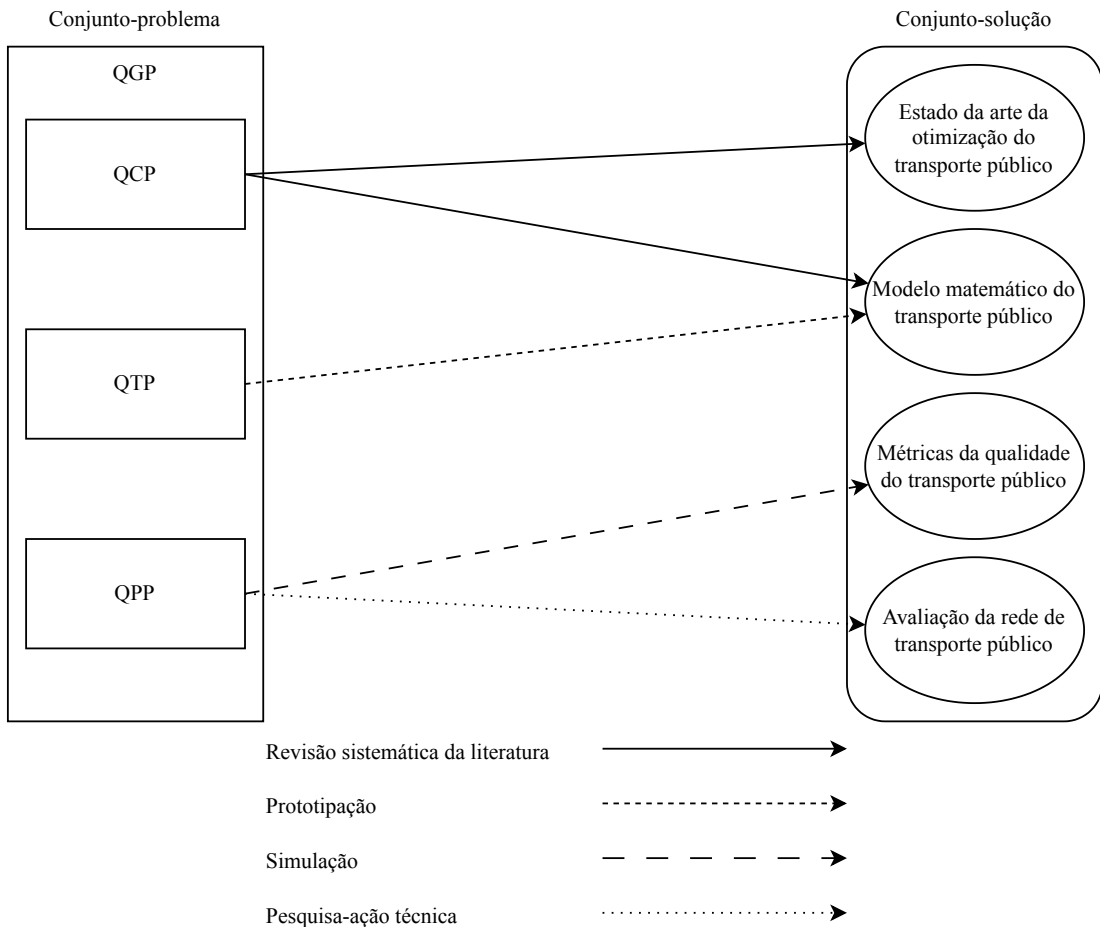 Conjunto-problema
Conjunto-solução
QGP
QCP
QTP
QPP
Estado da arte da
otimização do
transporte público
Modelo matemático do
transporte público
Métricas da qualidade
do transporte público
Avaliação da rede de
transporte público
Revisão sistemática da literatura
Prototipação
Simulação
Pesquisa-ação técnica